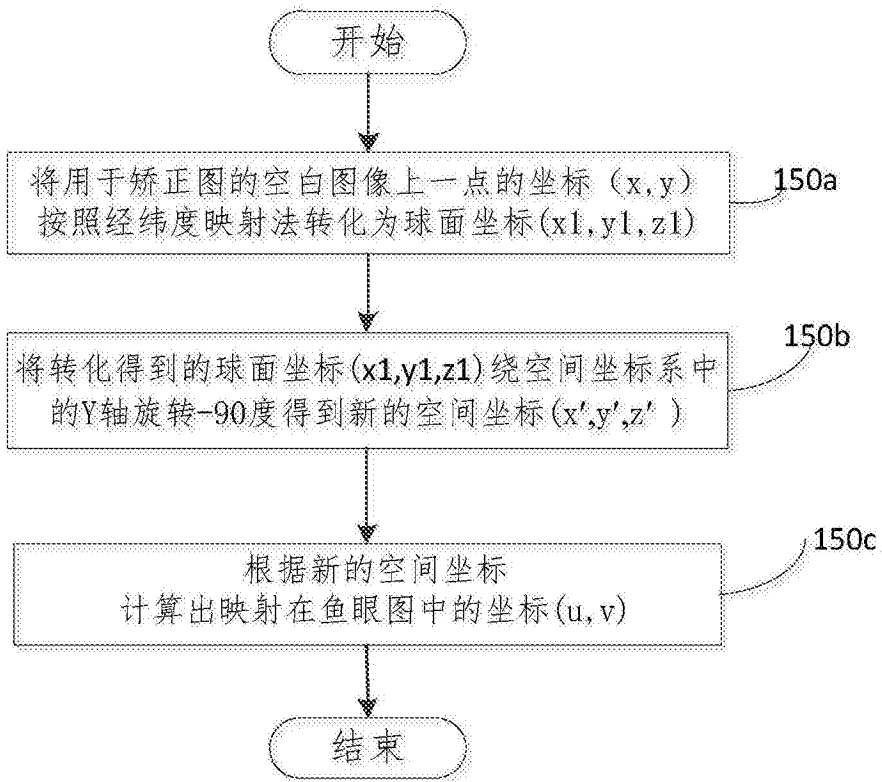 开始
将用于矫正图的空白图像上一点的坐标（x,y）
按照经纬度映射法转化为球面坐标(x1,y1,z1)
150a
将转化得到的球面坐标(x1,y1,z1)绕空间坐标系中
的Y轴旋转-90度得到新的空间坐标(x′,y′,z′ )
150b
根据新的空间坐标
计算出映射在鱼眼图中的坐标(u,v)
150c
结束